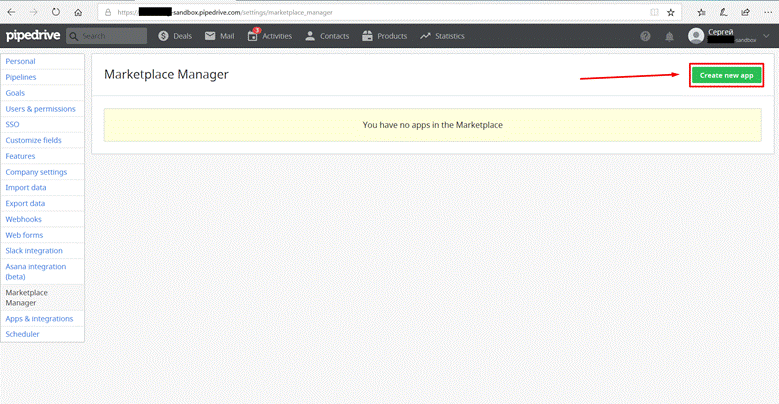 https://
-sandbox.pipedrive.com/settings/marketplace_manager
pipedrive
Search
Deals
Mail
3
Activities
Contacts
Products
Statistics
?
Сергей
sandbox
Personal
Pipelines
Goals
Users & permissions
SSO
Customize fields
Features
Company settings
Import data
Export data
Webhooks
Web forms
Slack integration
Asana integration
(beta)
Marketplace
Manager
Apps & integrations
Scheduler
Marketplace Manager
Create new app
You have no apps in the Marketplace